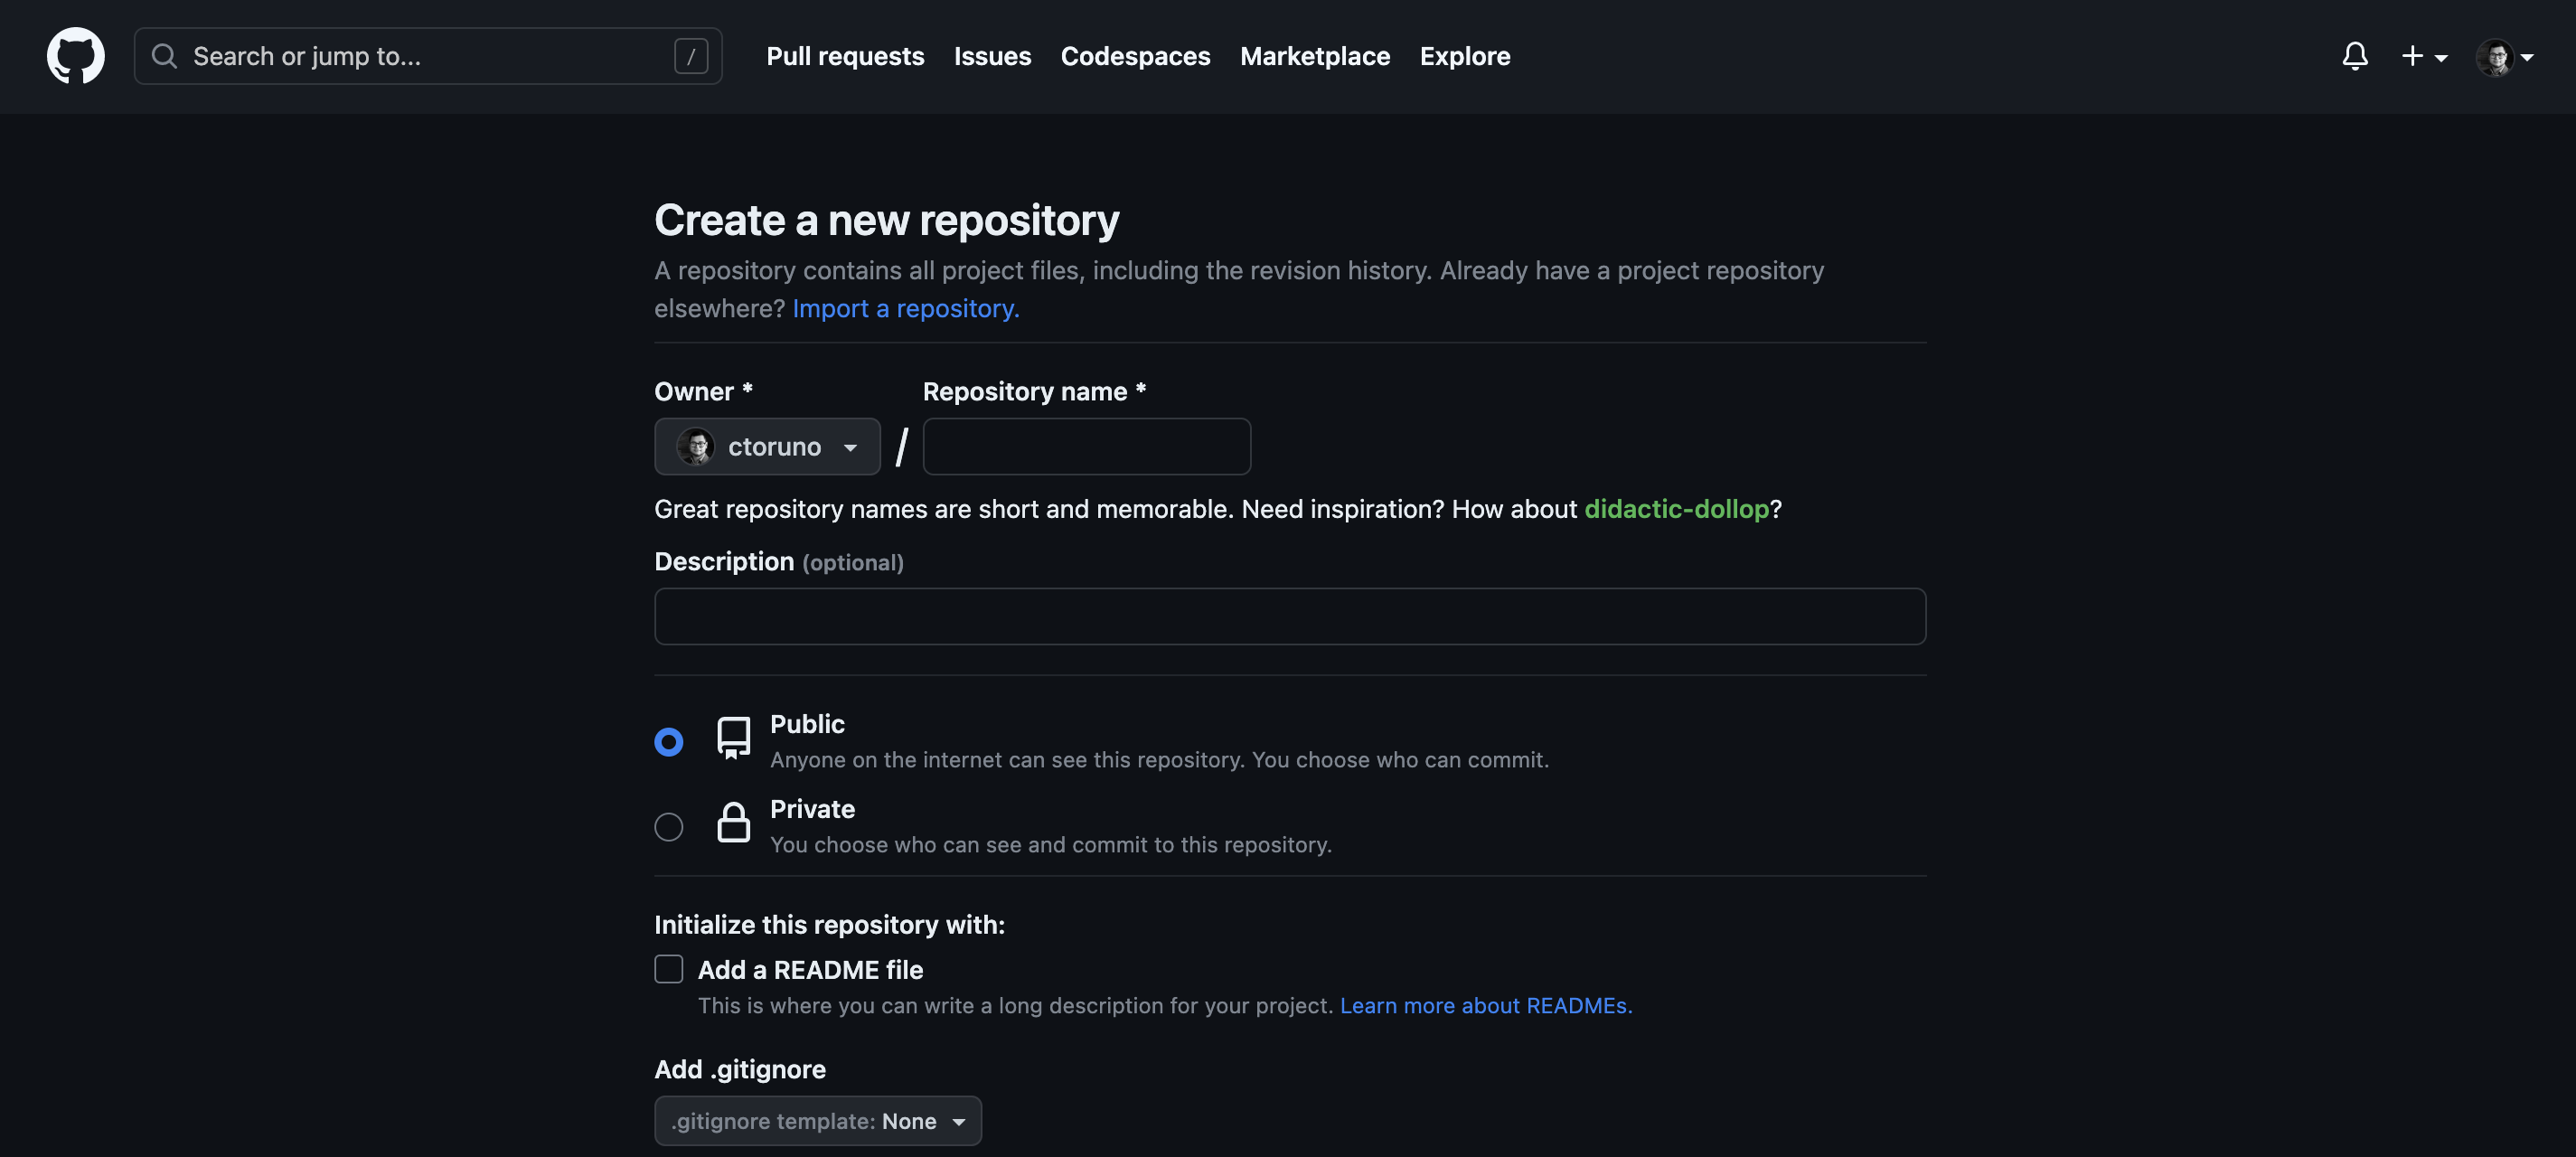 Search or jump to... /
Pull requests Issues Codespaces Marketplace Explore
Create a new repository
A repository contains all project files, including the revision history. Already have a project repository
elsewhere? Import a repository.
Owner * Repository name *
ctoruno /
Great repository names are short and memorable. Need inspiration? How about didactic-dollop?
Description (optional)
Public
Anyone on the internet can see this repository. You choose who can commit.
Private
You choose who can see and commit to this repository.
Initialize this repository with:
Add a README file
This is where you can write a long description for your project. Learn more about READMEs.
Add .gitignore
.gitignore template: None